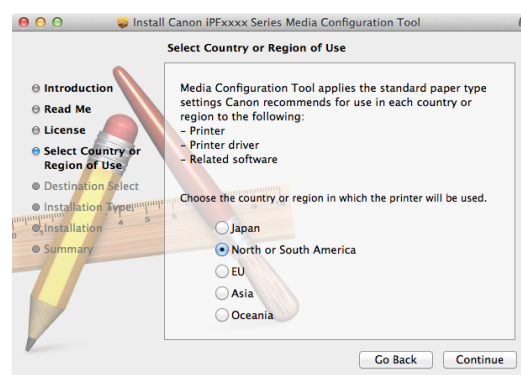 Install Canon iPFxxxx Series Media Configuration Tool
Select Country or Region of Use
Introduction
Read Me
License
Select Country or
Region of Use
Destination Select
Installation Type
Installation
Summary
Media Configuration Tool applies the standard paper type
settings Canon recommends for use in each country or
region to the following:
– Printer
– Printer driver
– Related software
Choose the country or region in which the printer will be used.
Japan
North or South America
EU
Asia
Oceania
4 5 6
Go Back
Continue